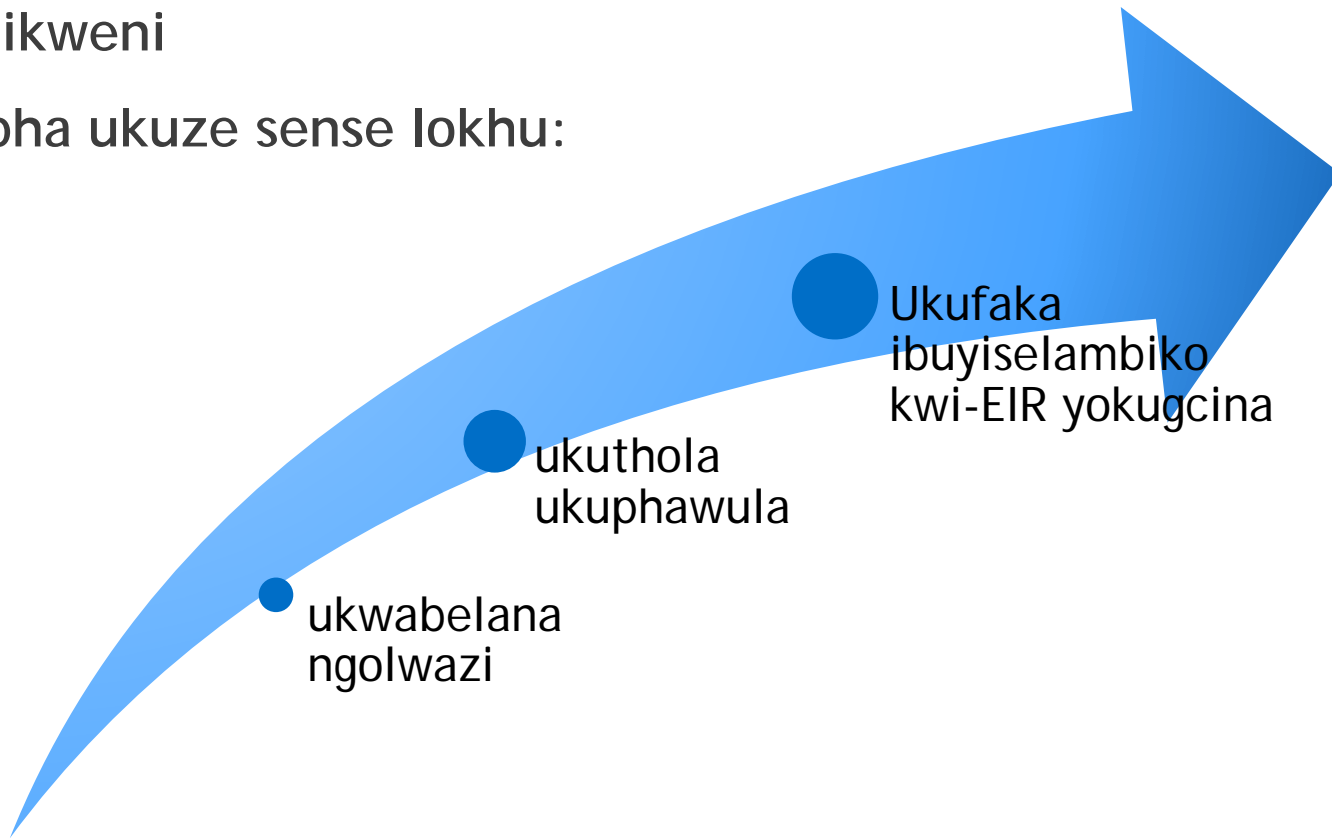 ikweni
pha ukuze sense lokhu:
Ukufaka
ibuyiselambiko
kwi-EIR yokugcina
ukuthola
ukuphawula
ukwabelana
ngolwazi